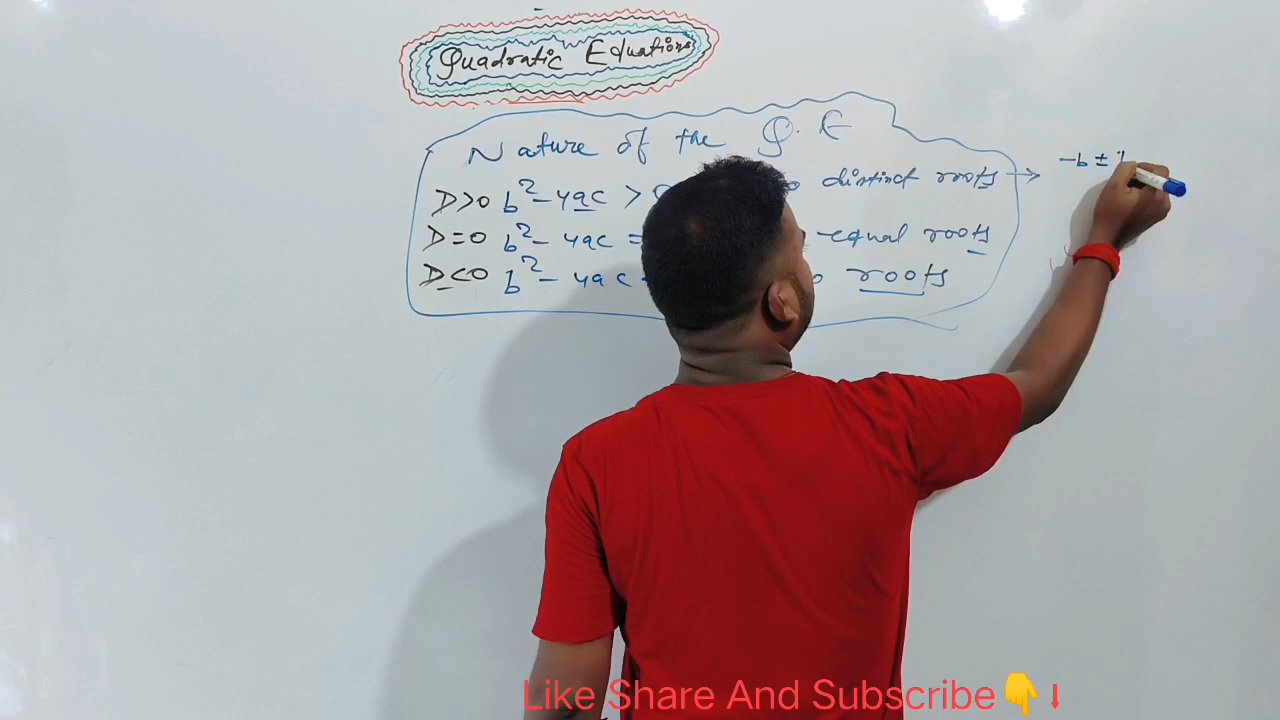 Quadratic Equations
Nature of the Q.E
D>0 b²-4ac > distinct roots → -b ±
D=0 b²-4ac = equal roots
D<0 b²-4ac roots
Like Share And Subscribe👇⬇